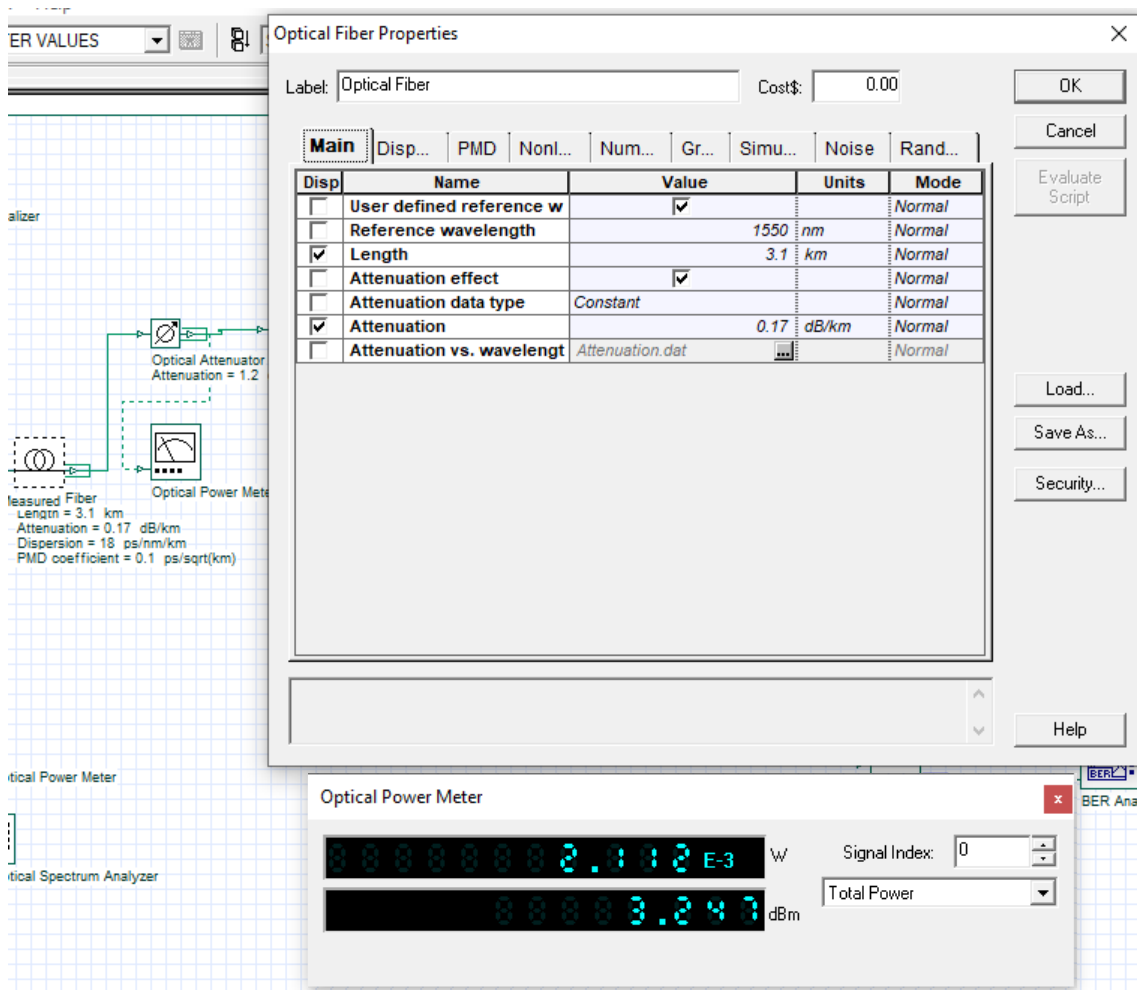 ER VALUES
Optical Fiber Properties
Label: Optical Fiber Cost$: 0.00
OK
Cancel
Evaluate Script
Main Disp... PMD Nonl... Num... Gr... Simu... Noise Rand...
Disp Name Value Units Mode
User defined reference w Normal
Reference wavelength 1550 nm Normal
Length 3.1 km Normal
Attenuation effect Normal
Attenuation data type Constant Normal
Attenuation 0.17 dB/km Normal
Attenuation vs. wavelengt Attenuation.dat ... Normal
Load...
Save As...
Security...
Help
alizer
Optical Attenuator
Attenuation = 1.2
Optical Power Mete
Measured Fiber
Length = 3.1 km
Attenuation = 0.17 dB/km
Dispersion = 18 ps/nm/km
PMD coefficient = 0.1 ps/sqrt(km)
otical Power Meter
otical Spectrum Analyzer
BER
BER Ana
Optical Power Meter
x
2.112 E-3 W
Signal Index: 0
3.247 dBm
Total Power